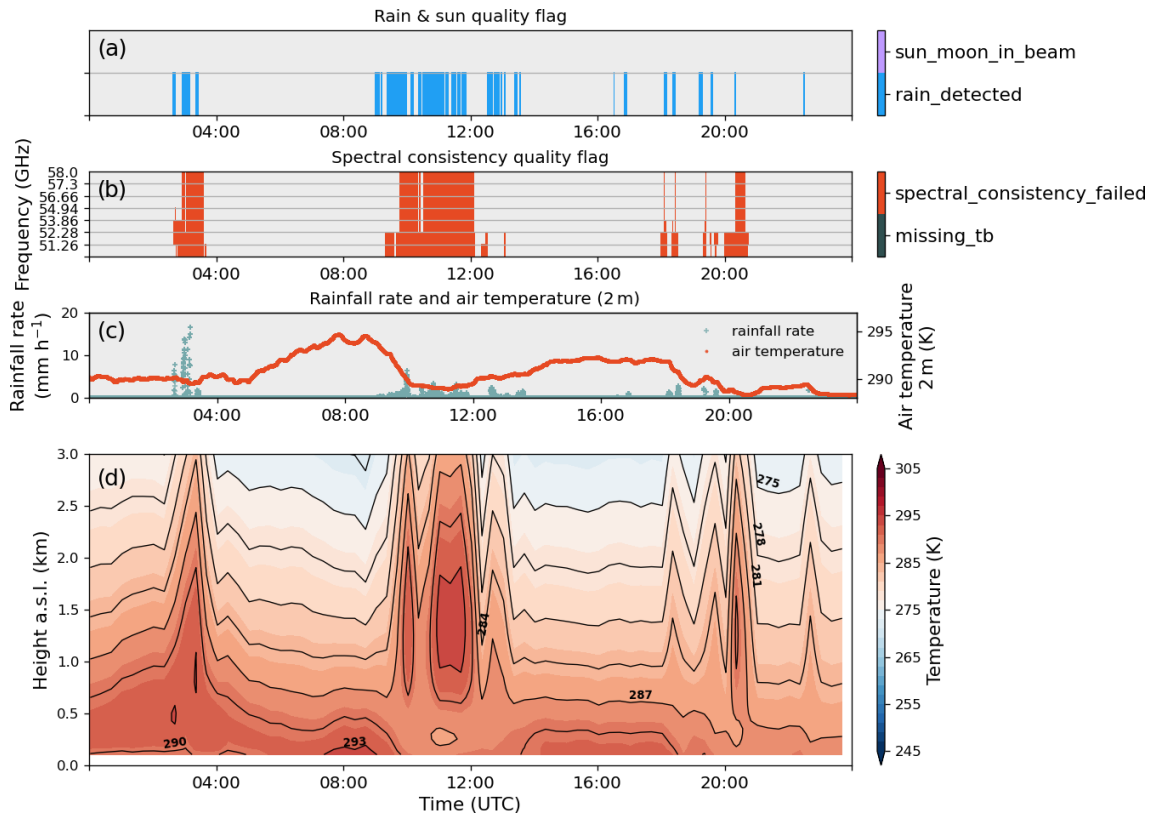 Rain & sun quality flag
(a)
sun_moon_in_beam
rain_detected
04:00 08:00 12:00 16:00 20:00
Spectral consistency quality flag
Frequency (GHz)
(b)
58.0
57.3
56.66
54.94
53.86
52.28
51.26
spectral_consistency_failed
missing_tb
04:00 08:00 12:00 16:00 20:00
Rainfall rate and air temperature (2 m)
Rainfall rate
(mm h⁻¹)
(c)
20
10
0
rainfall rate
air temperature
295
290
Air temperature
2 m (K)
04:00 08:00 12:00 16:00 20:00
(d)
Height a.s.l. (km)
3.0
2.5
2.0
1.5
1.0
0.5
0.0
275
278
281
284
287
290
293
04:00 08:00 12:00 16:00 20:00
Time (UTC)
305
295
285
275
265
255
245
Temperature (K)